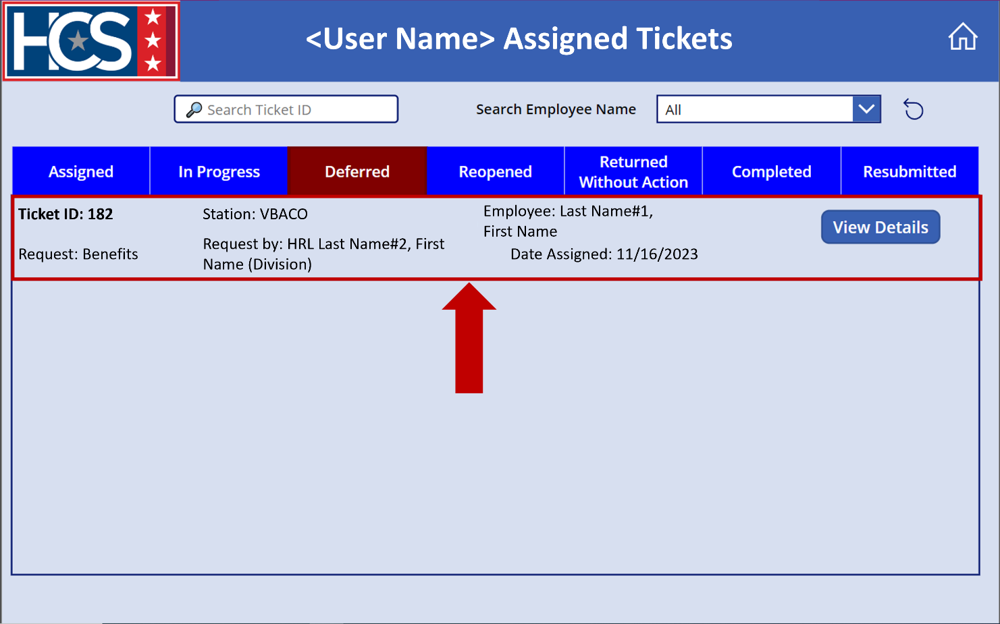 HCS
<User Name> Assigned Tickets
Search Ticket ID
Search Employee Name
All
Assigned
In Progress
Deferred
Reopened
Returned
Without Action
Completed
Resubmitted
Ticket ID: 182
Station: VBACO
Employee: Last Name#1,
First Name
View Details
Request: Benefits
Request by: HRL Last Name#2, First
Name (Division)
Date Assigned: 11/16/2023